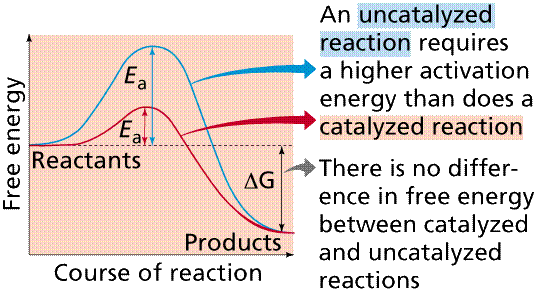 An uncatalyzed
reaction requires
a higher activation
energy than does a
catalyzed reaction
There is no differ-
ence in free energy
between catalyzed
and uncatalyzed
reactions
Free energy
Ea
Ea
Reactants
ΔG
Products
Course of reaction